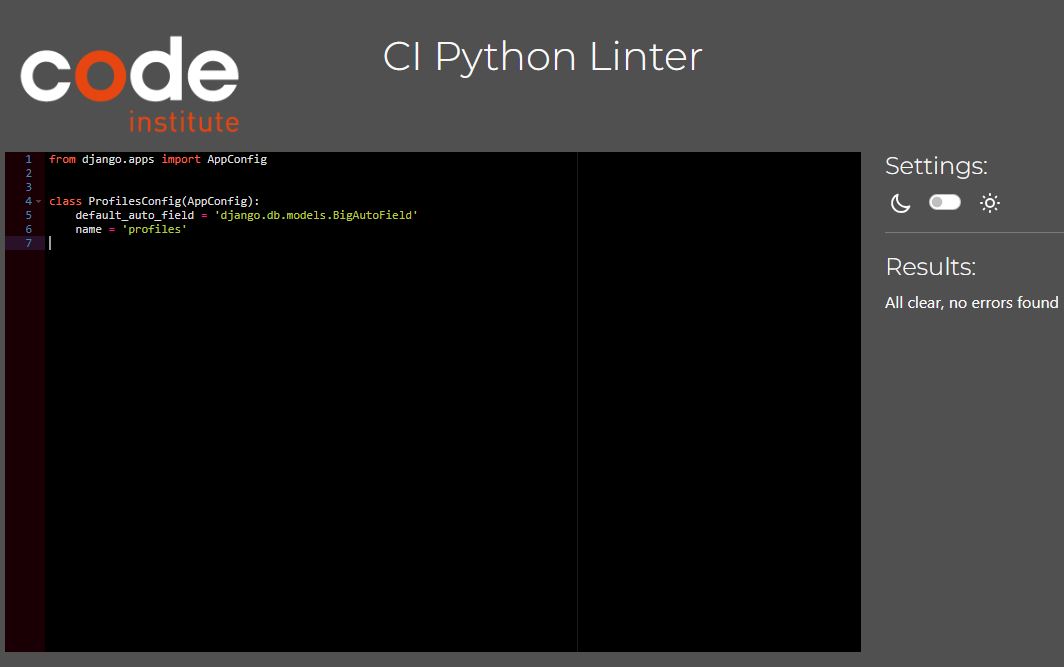 code
institute
CI Python Linter
1 from django.apps import AppConfig
2
3
4 class ProfilesConfig(AppConfig):
5     default_auto_field = 'django.db.models.BigAutoField'
6     name = 'profiles'
7
Settings:
Results:
All clear, no errors found